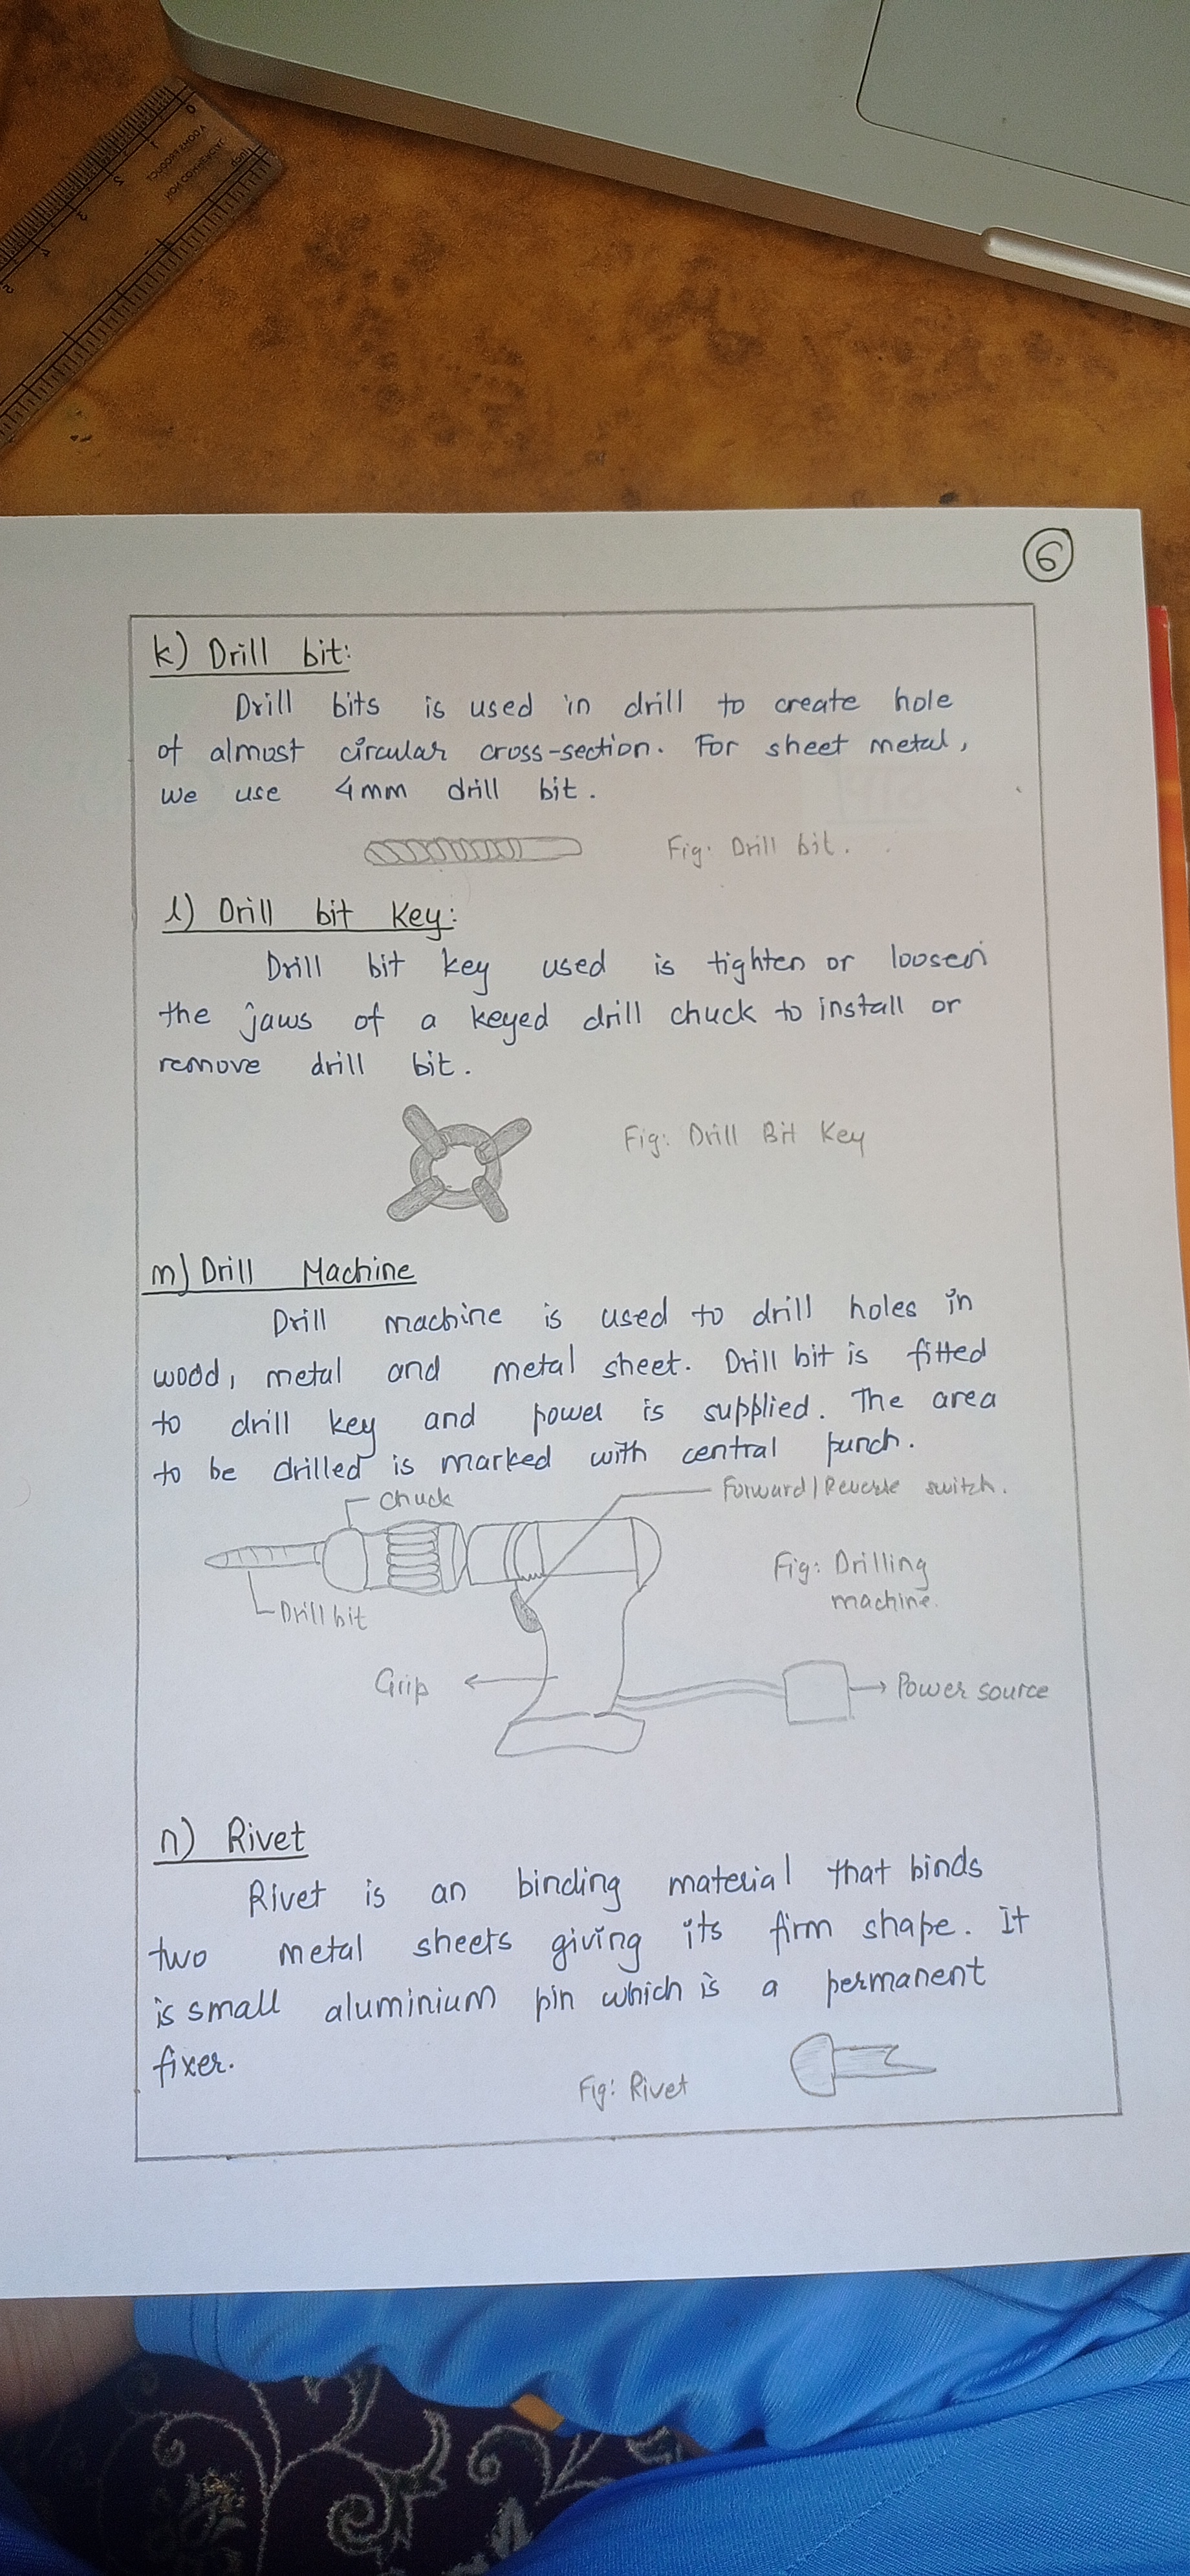 6
k) Drill bit:
Drill bits is used in drill to create hole
of almost circular cross-section. For sheet metal,
we use 4mm drill bit.
Fig: Drill bit.
l) Drill bit Key:
Drill bit key used is tighten or loosen
the jaws of a keyed drill chuck to install or
remove drill bit.
Fig: Drill Bit Key
m) Drill Machine
Drill machine is used to drill holes in
wood, metal and metal sheet. Drill bit is fitted
to drill key and power is supplied. The area
to be drilled is marked with central punch.
Chuck
Forward/Reverse switch.
Drill bit
Fig: Drilling
machine.
Grip
Power source
n) Rivet
Rivet is an binding material that binds
two metal sheets giving its firm shape. It
is small aluminium pin which is a permanent
fixer.
Fig: Rivet